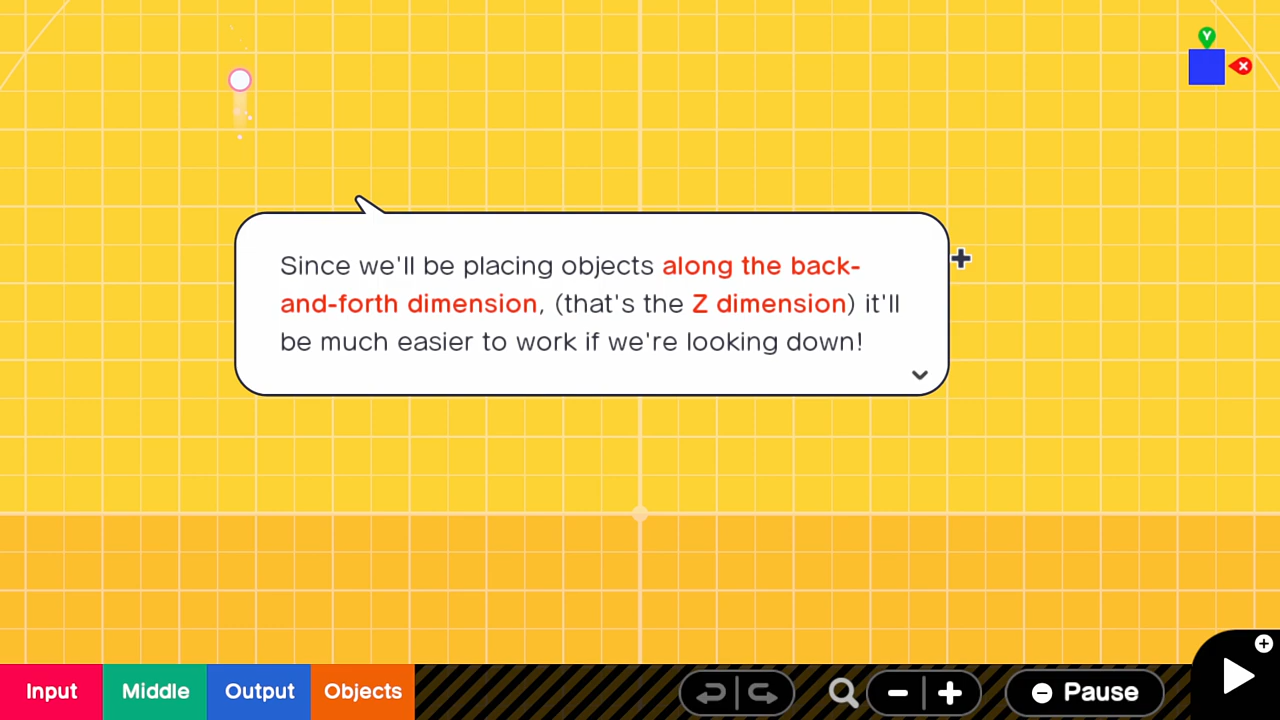 Y
X
Since we'll be placing objects along the back-
and-forth dimension, (that's the Z dimension) it'll
be much easier to work if we're looking down!
Input
Middle
Output
Objects
Pause